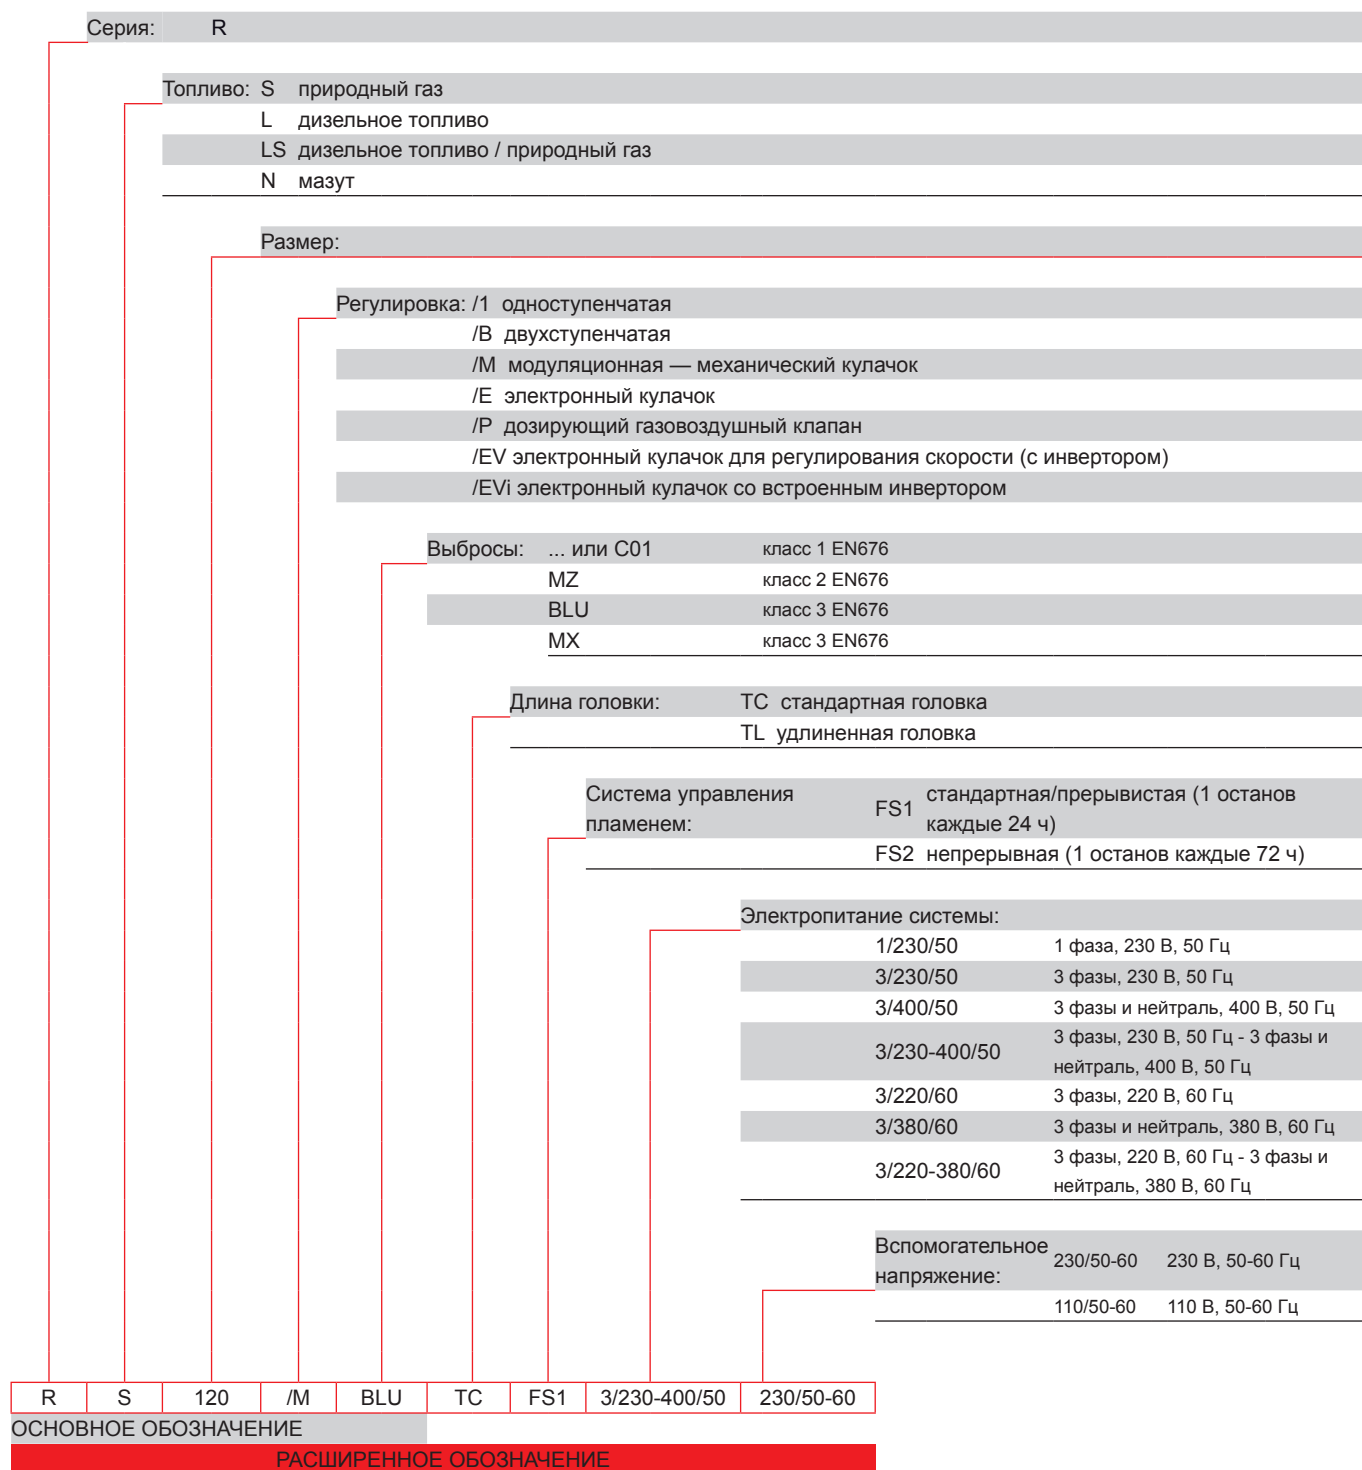 Серия: R
Топливо: S природный газ
L дизельное топливо
LS дизельное топливо / природный газ
N мазут
Размер:
Регулировка: /1 одноступенчатая
/B двухступенчатая
/M модуляционная — механический кулачок
/E электронный кулачок
/P дозирующий газовоздушный клапан
/EV электронный кулачок для регулирования скорости (с инвертором)
/EVi электронный кулачок со встроенным инвертором
Выбросы: ... или C01 класс 1 EN676
MZ класс 2 EN676
BLU класс 3 EN676
MX класс 3 EN676
Длина головки: TC стандартная головка
TL удлиненная головка
Система управления
пламенем:
FS1 стандартная/прерывистая (1 останов
каждые 24 ч)
FS2 непрерывная (1 останов каждые 72 ч)
Электропитание системы:
1/230/50 1 фаза, 230 В, 50 Гц
3/230/50 3 фазы, 230 В, 50 Гц
3/400/50 3 фазы и нейтраль, 400 В, 50 Гц
3/230-400/50 3 фазы, 230 В, 50 Гц - 3 фазы и
нейтраль, 400 В, 50 Гц
3/220/60 3 фазы, 220 В, 60 Гц
3/380/60 3 фазы и нейтраль, 380 В, 60 Гц
3/220-380/60 3 фазы, 220 В, 60 Гц - 3 фазы и
нейтраль, 380 В, 60 Гц
Вспомогательное
напряжение:
230/50-60 230 В, 50-60 Гц
110/50-60 110 В, 50-60 Гц
R S 120 /M BLU TC FS1 3/230-400/50 230/50-60
ОСНОВНОЕ ОБОЗНАЧЕНИЕ
РАСШИРЕННОЕ ОБОЗНАЧЕНИЕ